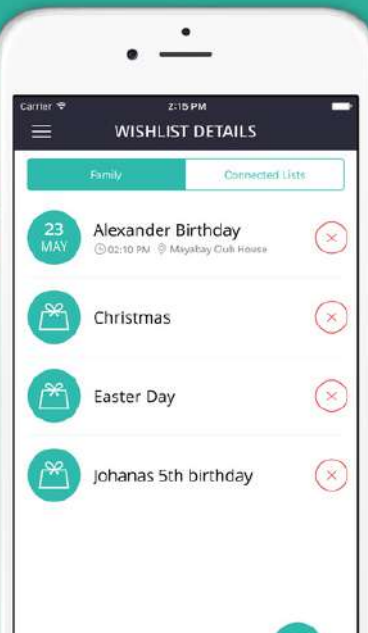 Carrier 2:15 PM
WISHLIST DETAILS
Family Connected Lists
23
MAY
Alexander Birthday
02:10 PM Mayabay Club House
Christmas
Easter Day
Johanas 5th birthday